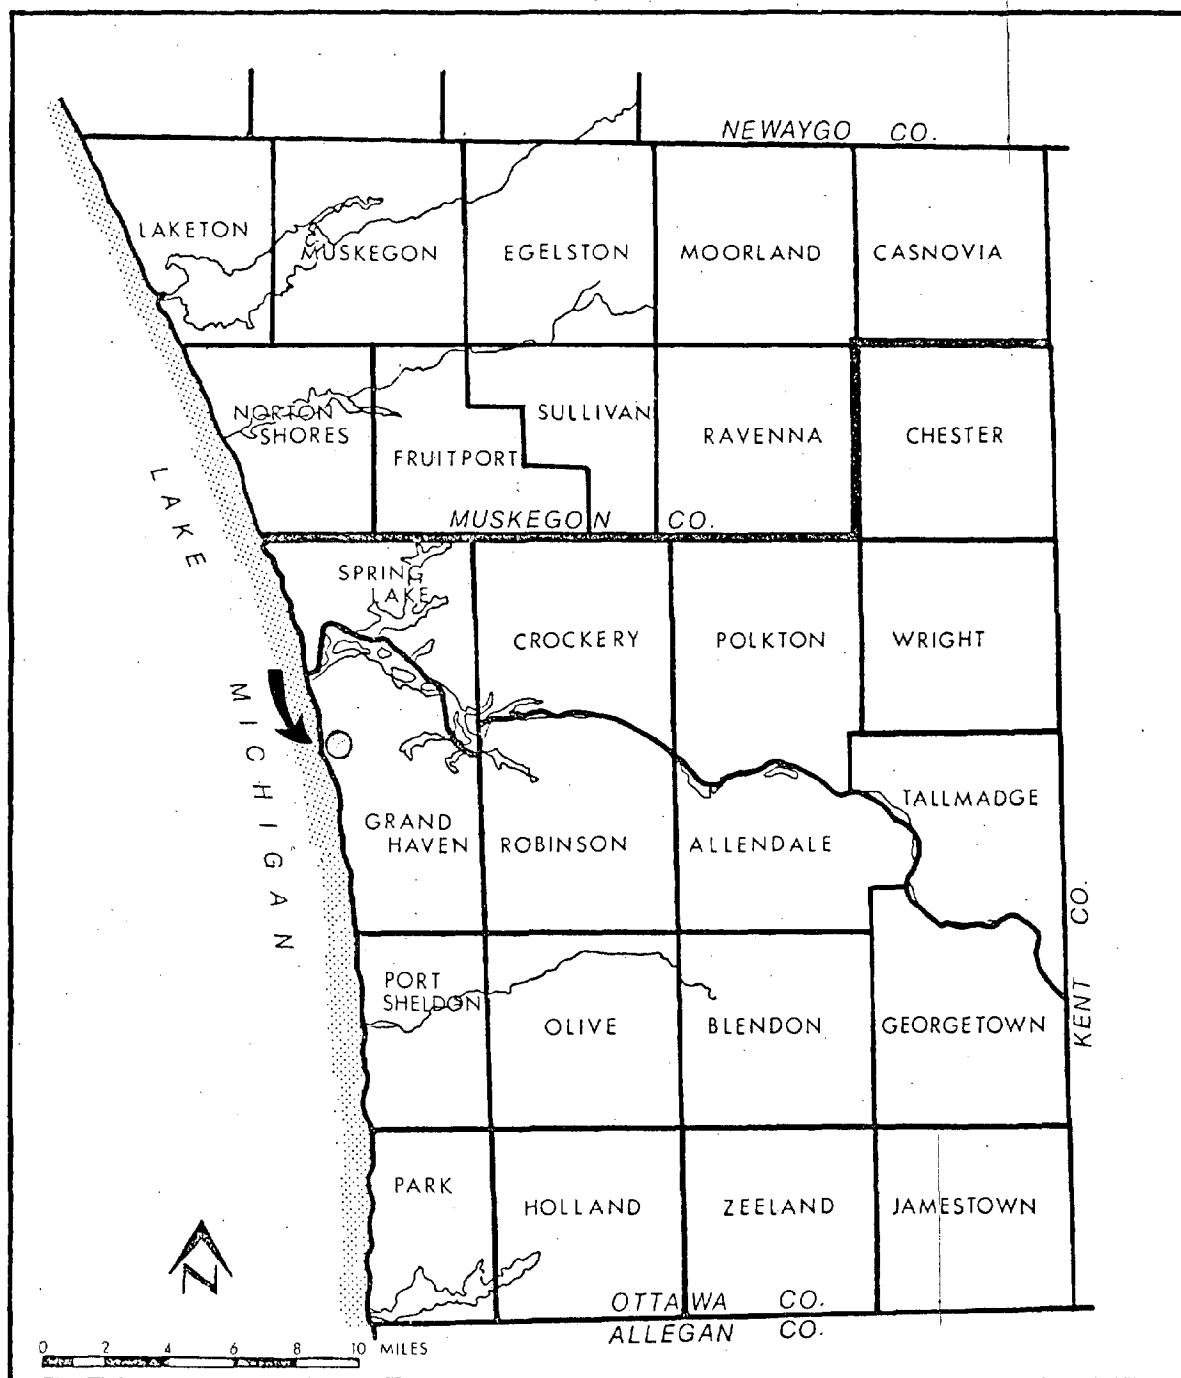 NEWAYGO CO.
LAKETON
MUSKEGON
EGELSTON
MOORLAND
CASNOVIA
NORTON
SHORES
FRUITPORT
SULLIVAN
RAVENNA
CHESTER
MUSKEGON CO.
LAKE
MICHIGAN
SPRING
LAKE
CROCKERY
POLKTON
WRIGHT
GRAND
HAVEN
ROBINSON
ALLENDALE
TALLMADGE
KENT CO.
PORT
SHELDON
OLIVE
BLENDON
GEORGETOWN
PARK
HOLLAND
ZEELAND
JAMESTOWN
N
OTTAWA CO.
ALLEGAN CO.
0 2 4 6 8 10 MILES